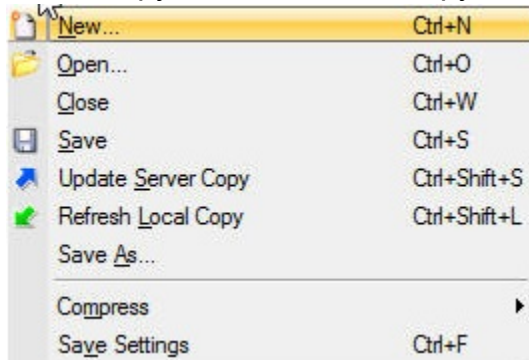 New... Ctrl+N
Open... Ctrl+O
Close Ctrl+W
Save Ctrl+S
Update Server Copy Ctrl+Shift+S
Refresh Local Copy Ctrl+Shift+L
Save As...
Compress
Save Settings Ctrl+F